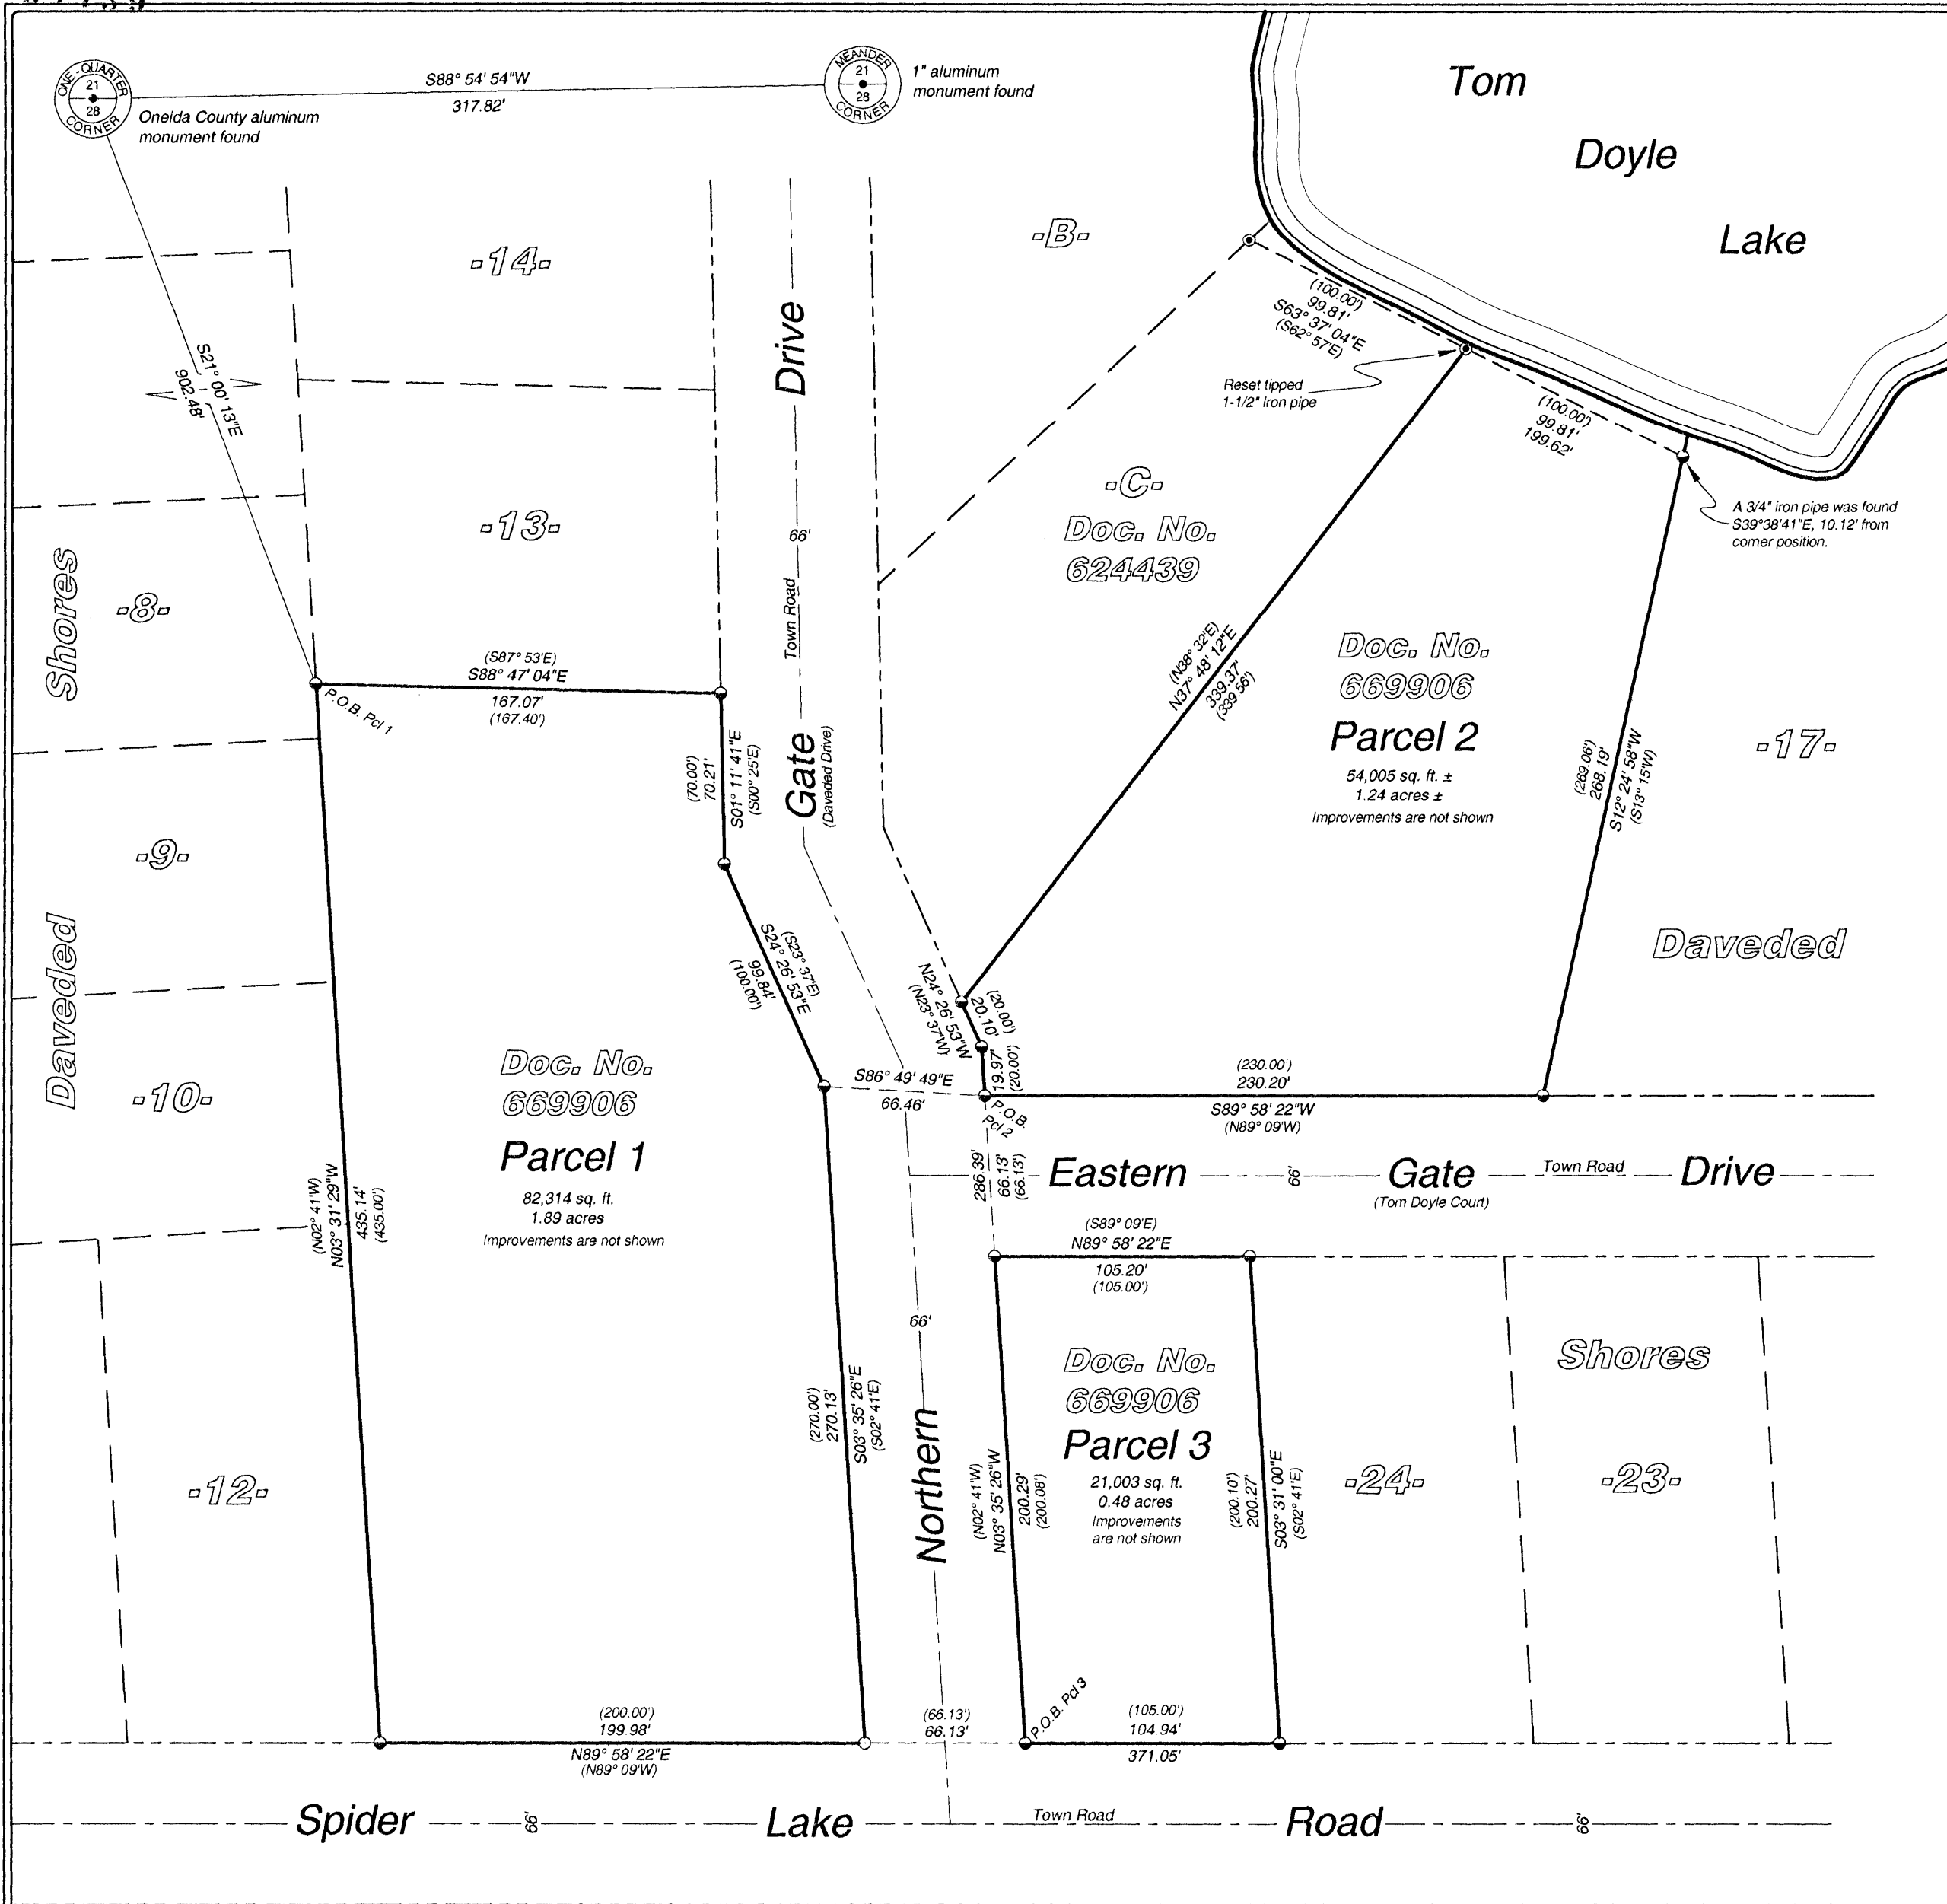 ONE-QUARTER
21
28
CORNER
Oneida County aluminum
monument found
S88° 54' 54"W
317.82'
MEANDER
21
28
CORNER
1" aluminum
monument found
Tom
Doyle
Lake
-14-
-B-
Drive
(100.00')
99.81'
S63° 37' 04"E
(S62° 57'E)
Reset tipped
1-1/2" iron pipe
(100.00')
99.81'
199.62'
S21° 00' 13"E
902.48'
-13-
66'
Town Road
-C-
Doc. No.
624439
A 3/4" iron pipe was found
S39°38'41"E, 10.12' from
corner position.
Shores
-8-
(S87° 53'E)
S88° 47' 04"E
167.07'
(167.40')
P.O.B. Pcl 1
(N38° 32'E)
N37° 48' 12"E
339.37'
(339.56')
Doc. No.
669906
Parcel 2
54,005 sq. ft. ±
1.24 acres ±
Improvements are not shown
(269.06')
268.19'
S12° 24' 58"W
(S13° 15'W)
-17-
(70.00')
70.21'
S01° 11' 41"E
(S00° 25'E)
Gate
(Daveded Drive)
-9-
Daveded
(S23° 37'E)
S24° 26' 53"E
99.84'
(100.00')
N24° 26' 53"W
(N23° 37'W)
(20.00')
20.10'
Daveded
19.97'
(20.00')
(230.00')
230.20'
S89° 58' 22"W
(N89° 09'W)
S86° 49' 49"E
66.46'
P.O.B.
Pcl 2
-10-
Doc. No.
669906
Parcel 1
82,314 sq. ft.
1.89 acres
Improvements are not shown
(N02° 41'W)
N03° 31' 29"W
435.14'
(435.00')
286.39'
66.13'
(66.13')
Eastern 66' Gate Town Road Drive
(Tom Doyle Court)
(S89° 09'E)
N89° 58' 22"E
105.20'
(105.00')
66'
Doc. No.
669906
Parcel 3
21,003 sq. ft.
0.48 acres
Improvements
are not shown
Shores
(270.00')
270.13'
S03° 35' 26"E
(S02° 41'E)
Northern
(N02° 41'W)
N03° 35' 26"W
200.29'
(200.08')
(200.10')
200.27'
S03° 31' 00"E
(S02° 41'E)
-12-
-24-
-23-
(200.00')
199.98'
N89° 58' 22"E
(N89° 09'W)
(66.13')
66.13'
P.O.B. Pcl 3
(105.00')
104.94'
371.05'
Spider 66' Lake Town Road Road 66'